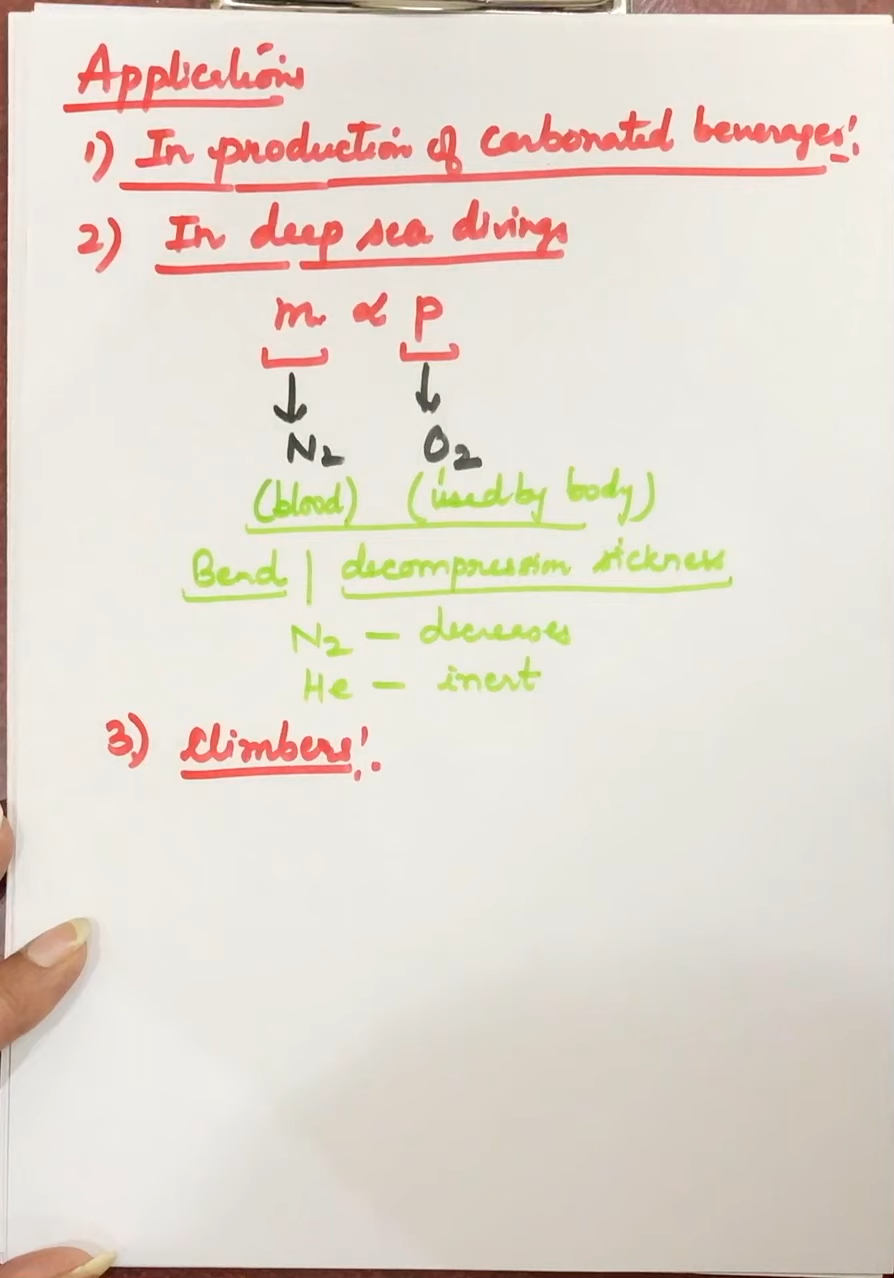 Applications
1) In production of carbonated beverages!
2) In deep sea divings
m ∝ p
↓ ↓
N2 O2
(blood) (used by body)
Bend | decompression sickness
N2 — decreases
He — inert
3) Climbers!